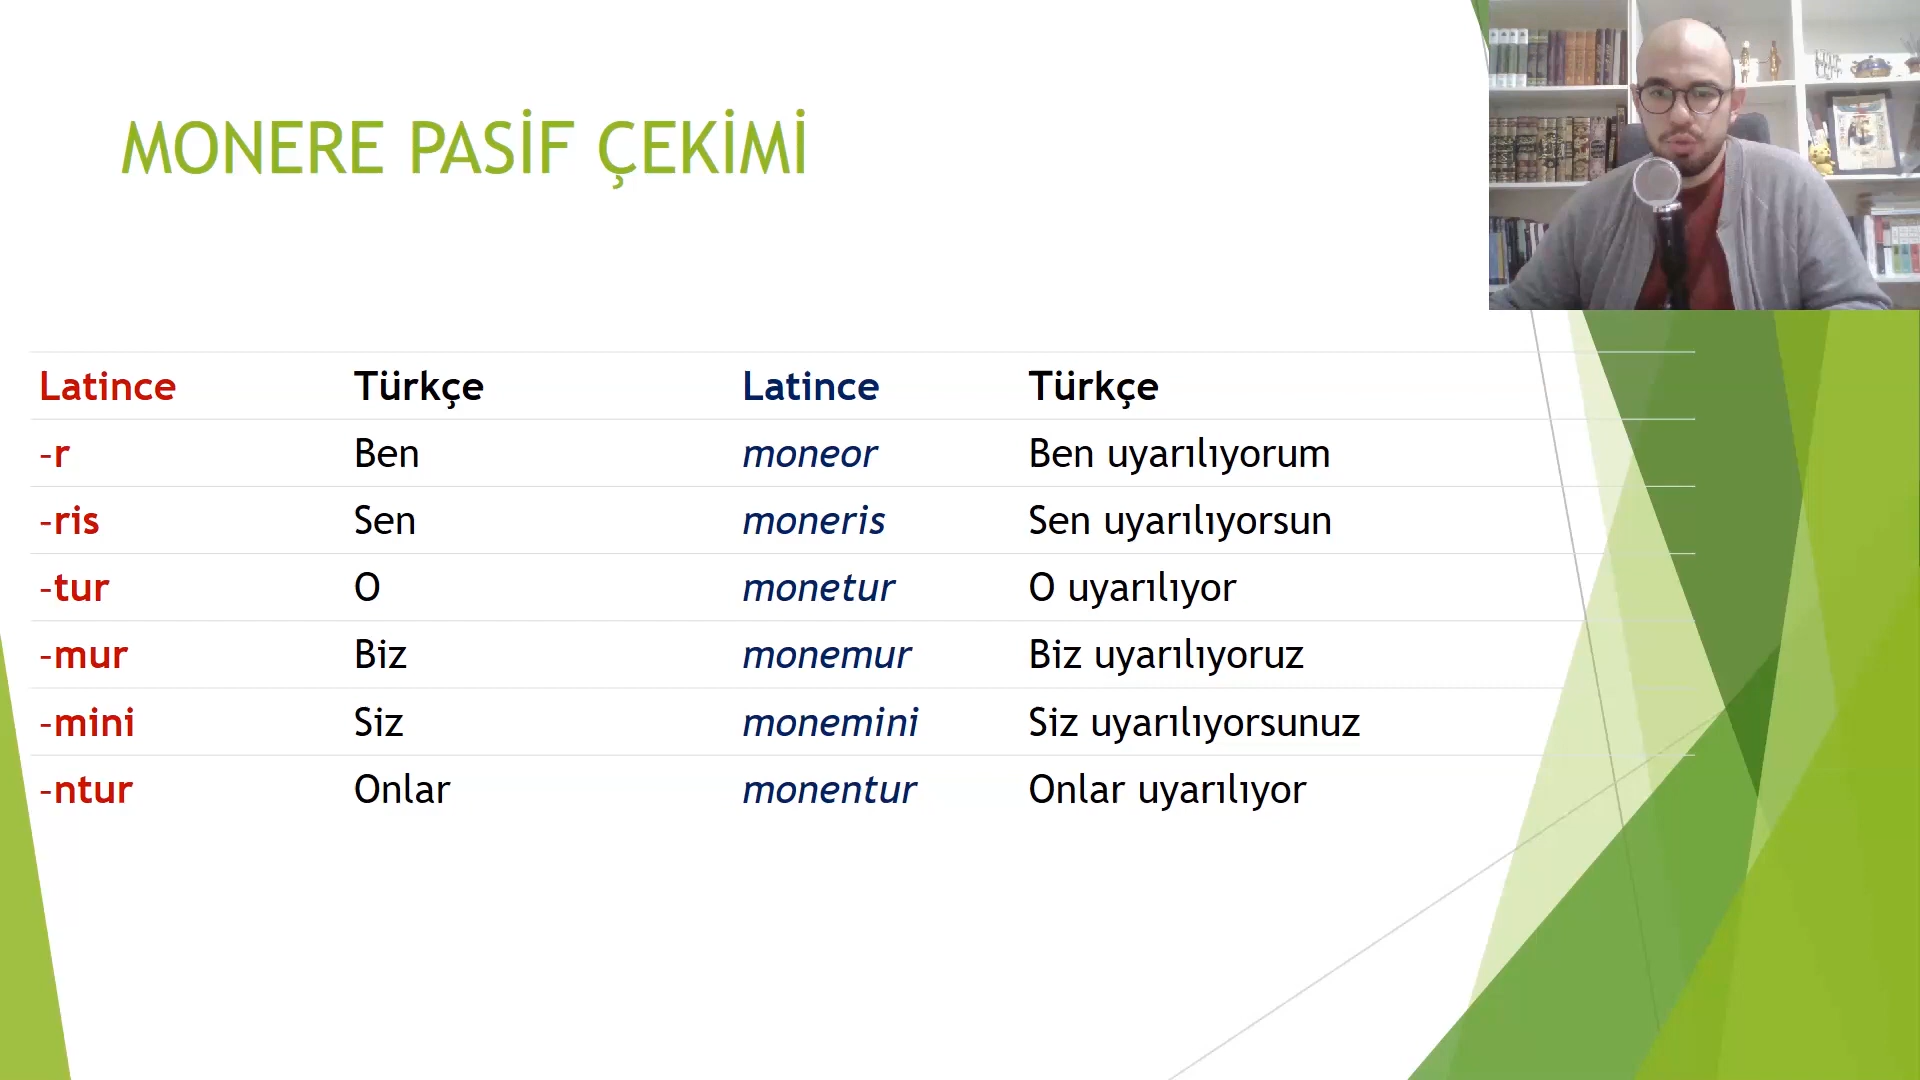 MONERE PASİF ÇEKİMİ
Latince Türkçe Latince Türkçe
-r Ben moneor Ben uyarılıyorum
-ris Sen moneris Sen uyarılıyorsun
-tur O monetur O uyarılıyor
-mur Biz monemur Biz uyarılıyoruz
-mini Siz monemini Siz uyarılıyorsunuz
-ntur Onlar monentur Onlar uyarılıyor